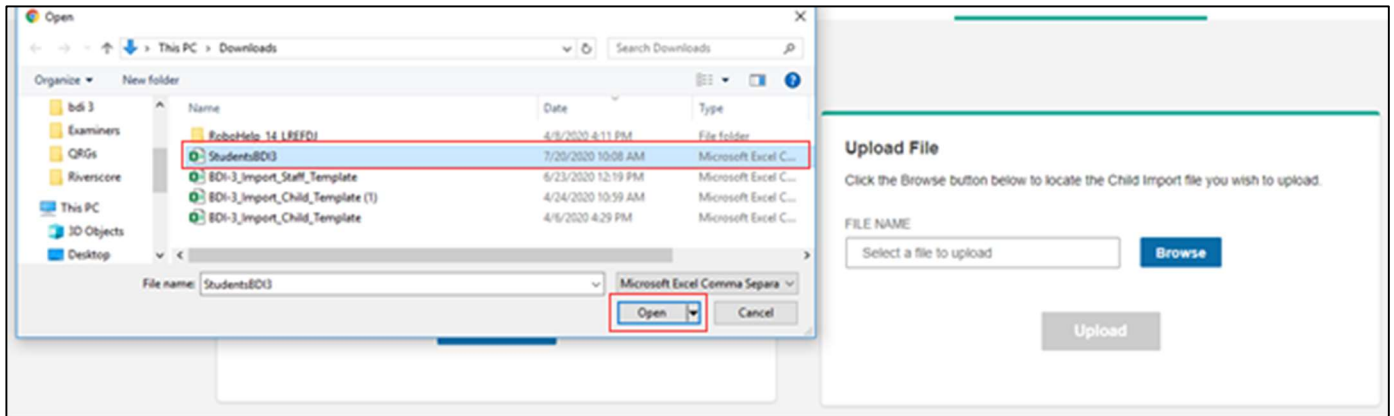 Open
This PC > Downloads
Search Downloads
Organize
New folder
bdi 3
Examiners
QRGs
Riverscore
This PC
3D Objects
Desktop
Name Date Type
RoboHelp_14_LREFDJ 4/8/2020 4:11 PM File folder
StudentsBDI3 7/20/2020 10:08 AM Microsoft Excel C...
BDI-3_Import_Staff_Template 6/23/2020 12:19 PM Microsoft Excel C...
BDI-3_Import_Child_Template (1) 4/24/2020 10:59 AM Microsoft Excel C...
BDI-3_Import_Child_Template 4/6/2020 4:29 PM Microsoft Excel C...
File name: StudentsBDI3 Microsoft Excel Comma Separa
Open Cancel
Upload File
Click the Browse button below to locate the Child Import file you wish to upload.
FILE NAME
Select a file to upload Browse
Upload